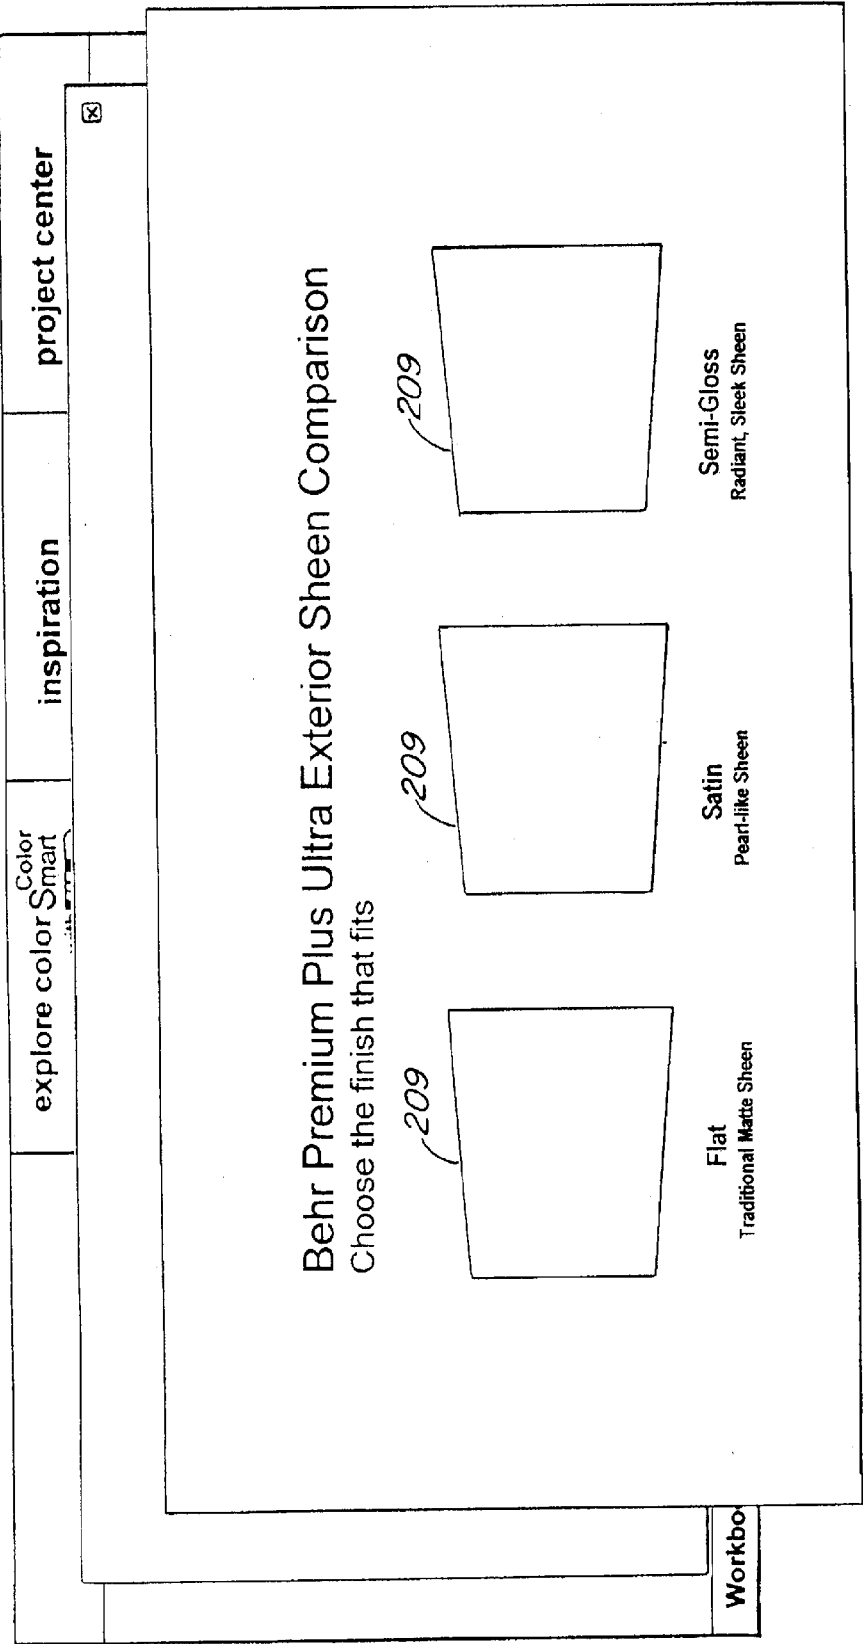 explore color
Color
Smart
inspiration
project center
Behr Premium Plus Ultra Exterior Sheen Comparison
Choose the finish that fits
209
209
209
Flat
Traditional Matte Sheen
Satin
Pearl-like Sheen
Semi-Gloss
Radiant, Sleek Sheen
Workbo